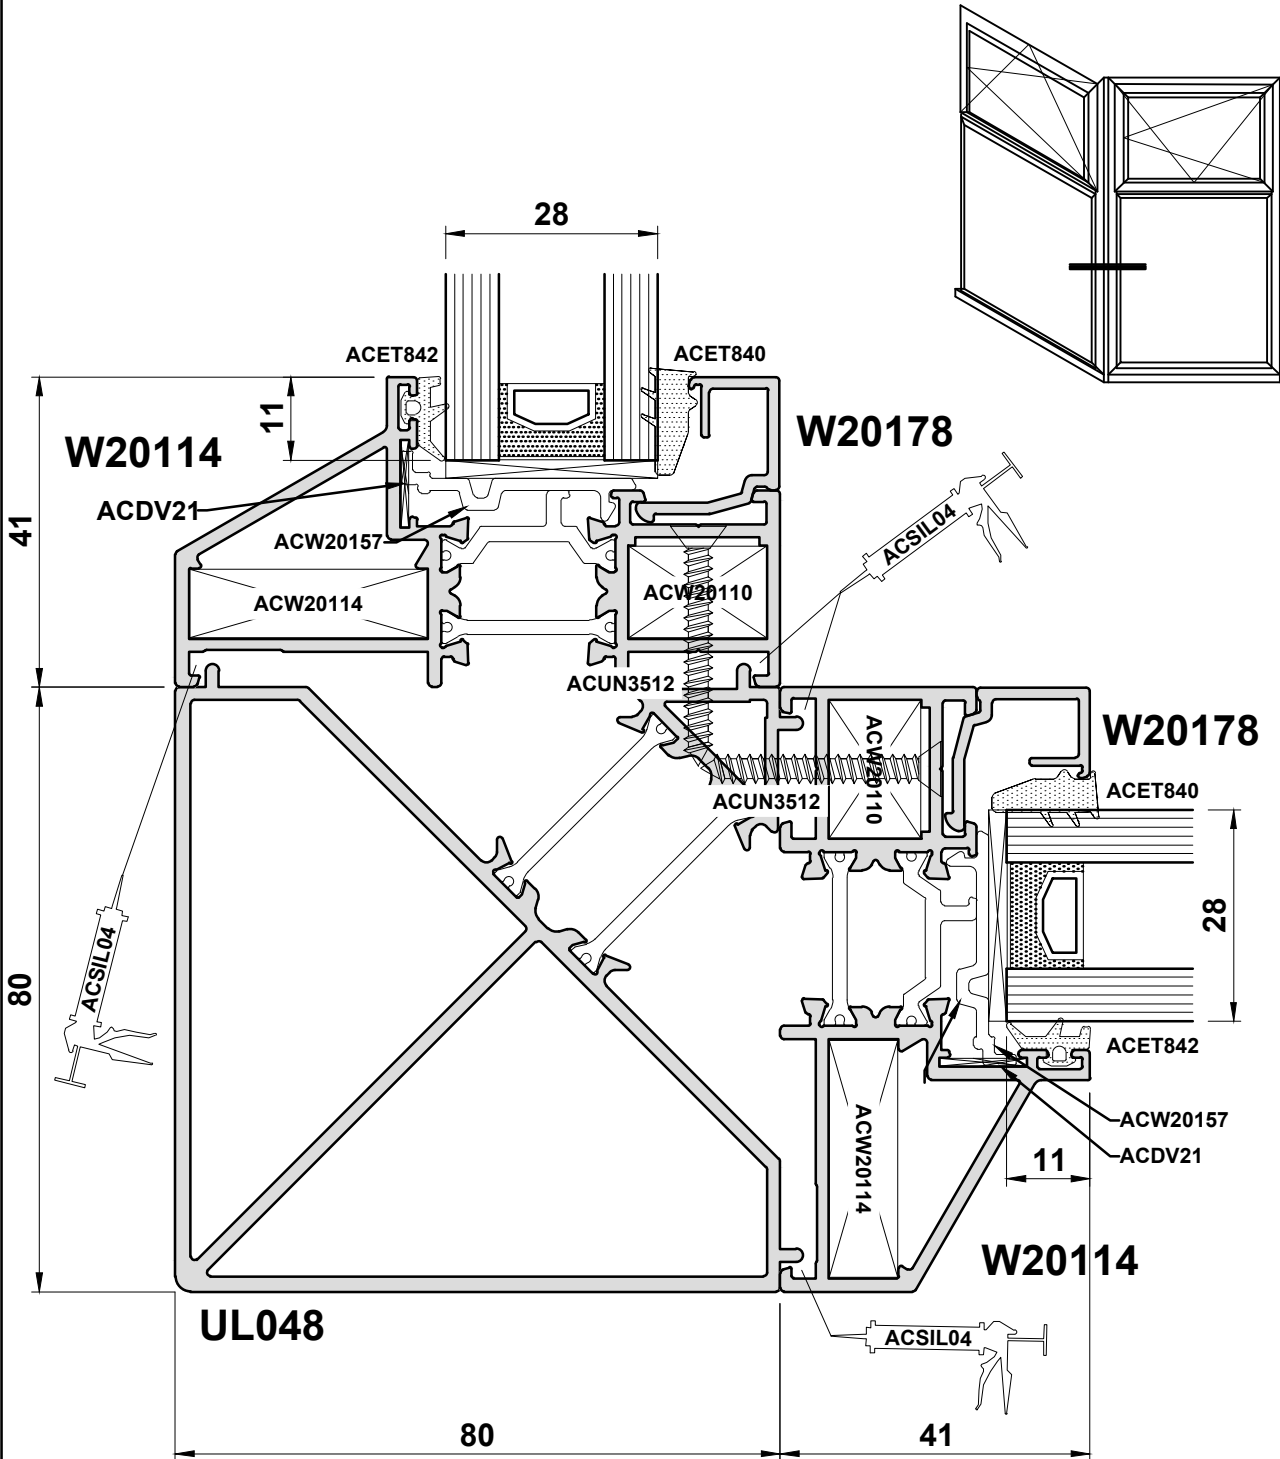 28
ACET842
ACET840
11
W20114
W20178
41
ACDV21
ACW20157
ACSIL04
ACW20114
ACW20110
ACUN3512
ACW20110
W20178
ACET840
ACUN3512
28
ACSIL04
80
ACET842
ACW20157
ACDV21
11
ACW20114
W20114
UL048
ACSIL04
80
41